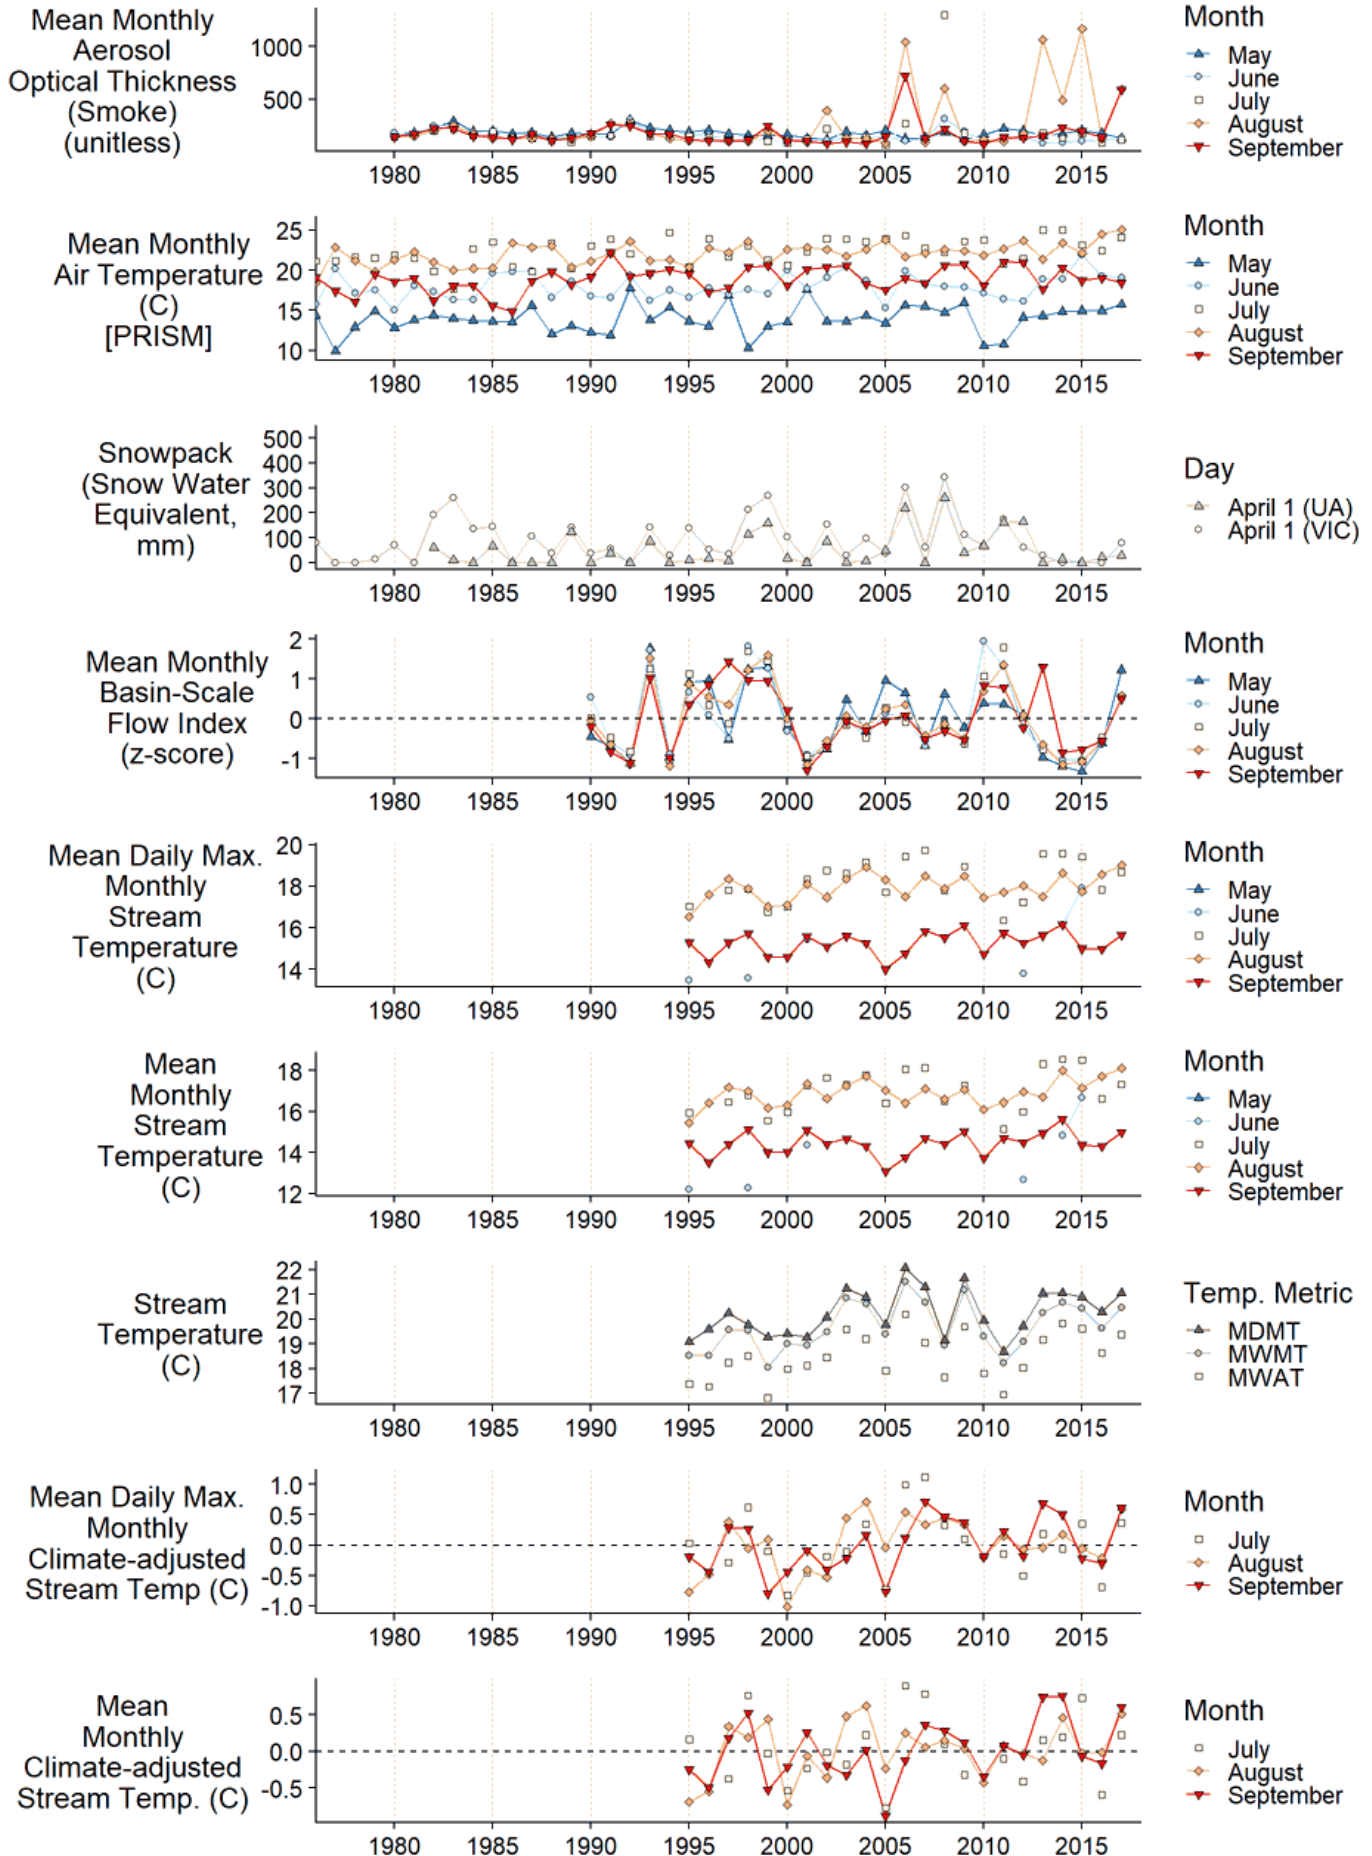 Mean Monthly
Aerosol
Optical Thickness
(Smoke)
(unitless)
1000
500
1980 1985 1990 1995 2000 2005 2010 2015
Month
May
June
July
August
September
Mean Monthly
Air Temperature
(C)
[PRISM]
25
20
15
10
1980 1985 1990 1995 2000 2005 2010 2015
Month
May
June
July
August
September
Snowpack
(Snow Water
Equivalent,
mm)
500
400
300
200
100
0
1980 1985 1990 1995 2000 2005 2010 2015
Day
April 1 (UA)
April 1 (VIC)
Mean Monthly
Basin-Scale
Flow Index
(z-score)
2
1
0
-1
1980 1985 1990 1995 2000 2005 2010 2015
Month
May
June
July
August
September
Mean Daily Max.
Monthly
Stream
Temperature
(C)
20
18
16
14
1980 1985 1990 1995 2000 2005 2010 2015
Month
May
June
July
August
September
Mean
Monthly
Stream
Temperature
(C)
18
16
14
12
1980 1985 1990 1995 2000 2005 2010 2015
Month
May
June
July
August
September
Stream
Temperature
(C)
22
21
20
19
18
17
1980 1985 1990 1995 2000 2005 2010 2015
Temp. Metric
MDMT
MWMT
MWAT
Mean Daily Max.
Monthly
Climate-adjusted
Stream Temp (C)
1.0
0.5
0.0
-0.5
-1.0
1980 1985 1990 1995 2000 2005 2010 2015
Month
July
August
September
Mean
Monthly
Climate-adjusted
Stream Temp. (C)
0.5
0.0
-0.5
1980 1985 1990 1995 2000 2005 2010 2015
Month
July
August
September